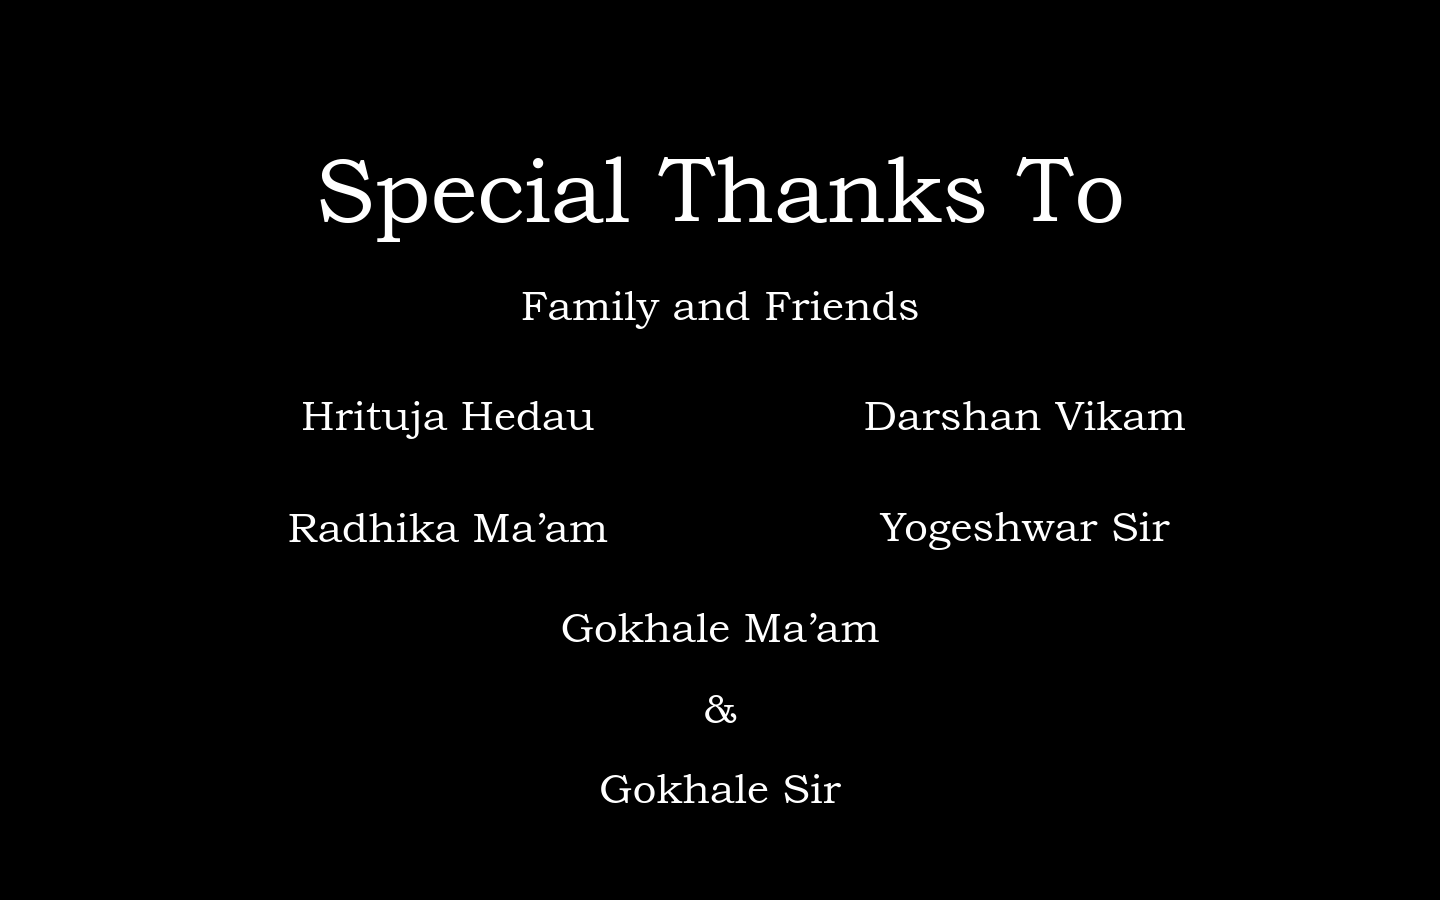 Special Thanks To
Family and Friends
Hrituja Hedau
Darshan Vikam
Radhika Ma’am
Yogeshwar Sir
Gokhale Ma’am
&
Gokhale Sir